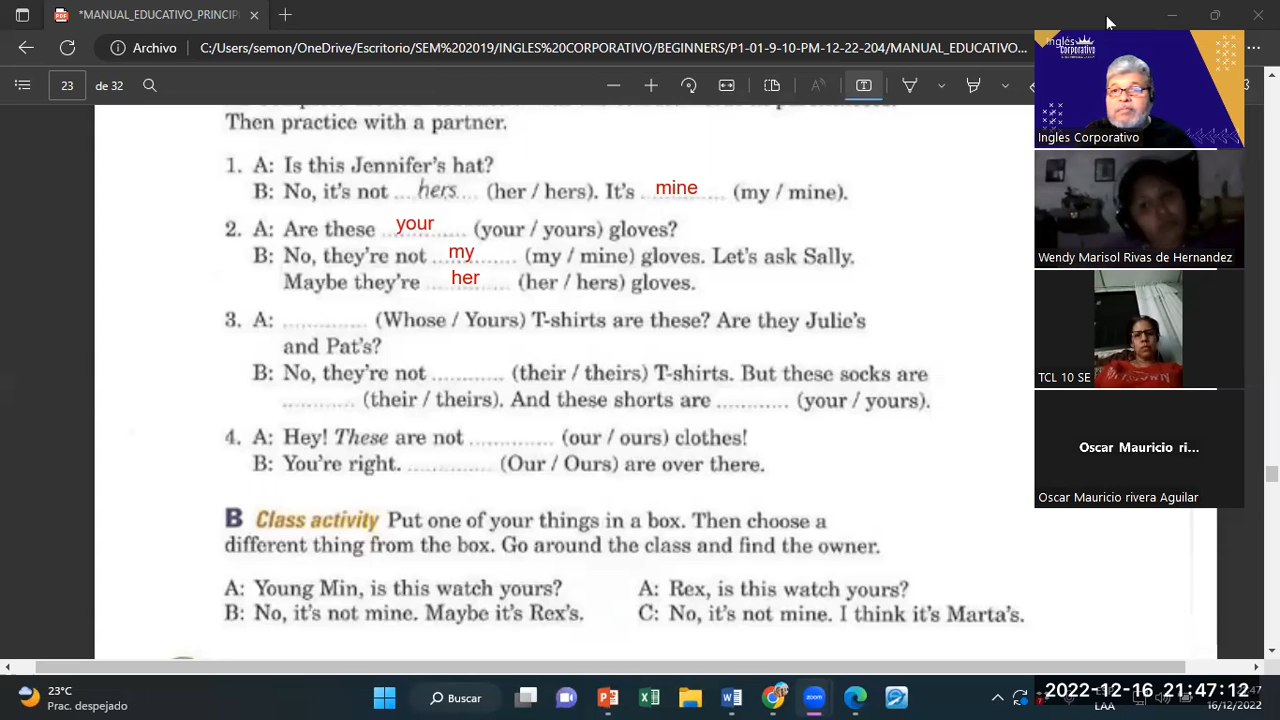 *MANUAL_EDUCATIVO_PRINCIPI
Archivo
C:/Users/semon/OneDrive/Escritorio/SEM%202019/INGLES%20CORPORATIVO/BEGINNERS/P1-01-9-10-PM-12-22-204/MANUAL_EDUCATIVO...
23 de 32
Then practice with a partner.
1. A: Is this Jennifer's hat?
B: No, it's not hers (her / hers). It's mine (my / mine).
2. A: Are these your (your / yours) gloves?
B: No, they're not my (my / mine) gloves. Let's ask Sally.
Maybe they're her (her / hers) gloves.
3. A: ............ (Whose / Yours) T-shirts are these? Are they Julie's
and Pat's?
B: No, they're not ............ (their / theirs) T-shirts. But these socks are
............ (their / theirs). And these shorts are ............ (your / yours).
4. A: Hey! These are not ............ (our / ours) clothes!
B: You're right. ............ (Our / Ours) are over there.
B Class activity Put one of your things in a box. Then choose a
different thing from the box. Go around the class and find the owner.
A: Young Min, is this watch yours?
B: No, it's not mine. Maybe it's Rex's.
A: Rex, is this watch yours?
C: No, it's not mine. I think it's Marta's.
Inglés
Corporativo
Ingles Corporativo
Wendy Marisol Rivas de Hernandez
TCL 10 SE
Oscar Mauricio ri...
Oscar Mauricio rivera Aguilar
23°C
Prac. despejado
Buscar
2022-12-16 21:47:12
LAA
16/12/2022